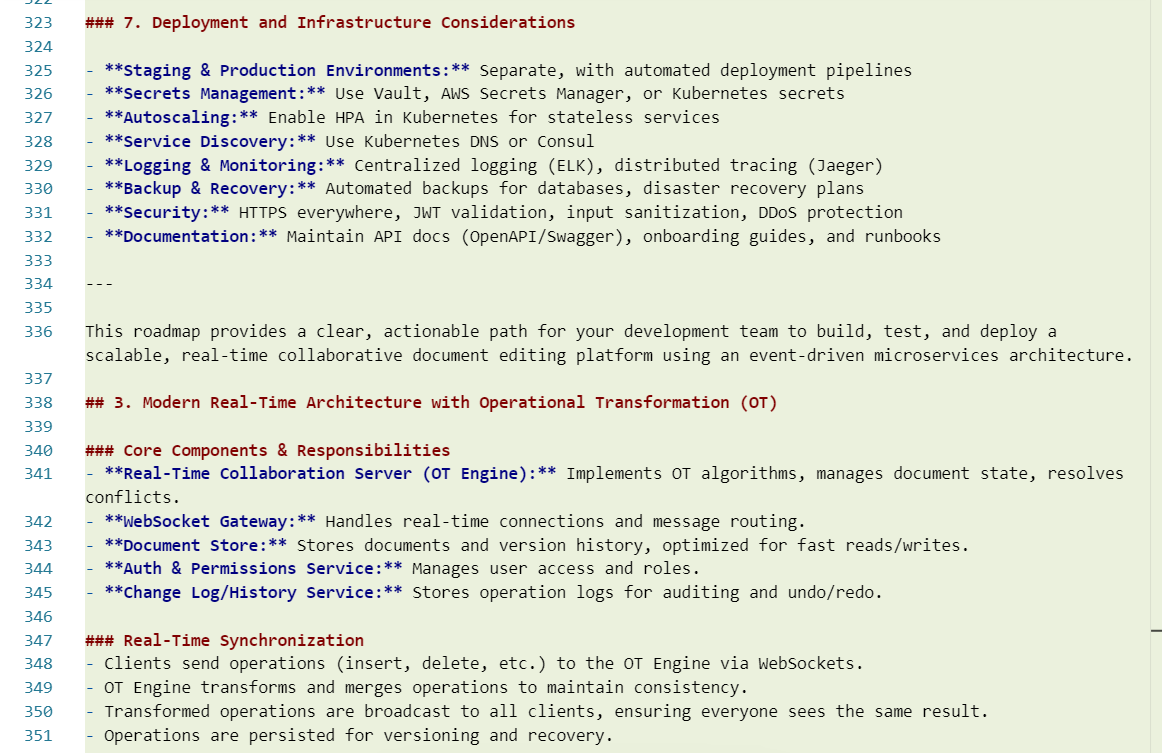 322
323 ### 7. Deployment and Infrastructure Considerations
324
325 - **Staging & Production Environments:** Separate, with automated deployment pipelines
326 - **Secrets Management:** Use Vault, AWS Secrets Manager, or Kubernetes secrets
327 - **Autoscaling:** Enable HPA in Kubernetes for stateless services
328 - **Service Discovery:** Use Kubernetes DNS or Consul
329 - **Logging & Monitoring:** Centralized logging (ELK), distributed tracing (Jaeger)
330 - **Backup & Recovery:** Automated backups for databases, disaster recovery plans
331 - **Security:** HTTPS everywhere, JWT validation, input sanitization, DDoS protection
332 - **Documentation:** Maintain API docs (OpenAPI/Swagger), onboarding guides, and runbooks
333
334 ---
335
336 This roadmap provides a clear, actionable path for your development team to build, test, and deploy a
scalable, real-time collaborative document editing platform using an event-driven microservices architecture.
337
338 ## 3. Modern Real-Time Architecture with Operational Transformation (OT)
339
340 ### Core Components & Responsibilities
341 - **Real-Time Collaboration Server (OT Engine):** Implements OT algorithms, manages document state, resolves
conflicts.
342 - **WebSocket Gateway:** Handles real-time connections and message routing.
343 - **Document Store:** Stores documents and version history, optimized for fast reads/writes.
344 - **Auth & Permissions Service:** Manages user access and roles.
345 - **Change Log/History Service:** Stores operation logs for auditing and undo/redo.
346
347 ### Real-Time Synchronization
348 - Clients send operations (insert, delete, etc.) to the OT Engine via WebSockets.
349 - OT Engine transforms and merges operations to maintain consistency.
350 - Transformed operations are broadcast to all clients, ensuring everyone sees the same result.
351 - Operations are persisted for versioning and recovery.